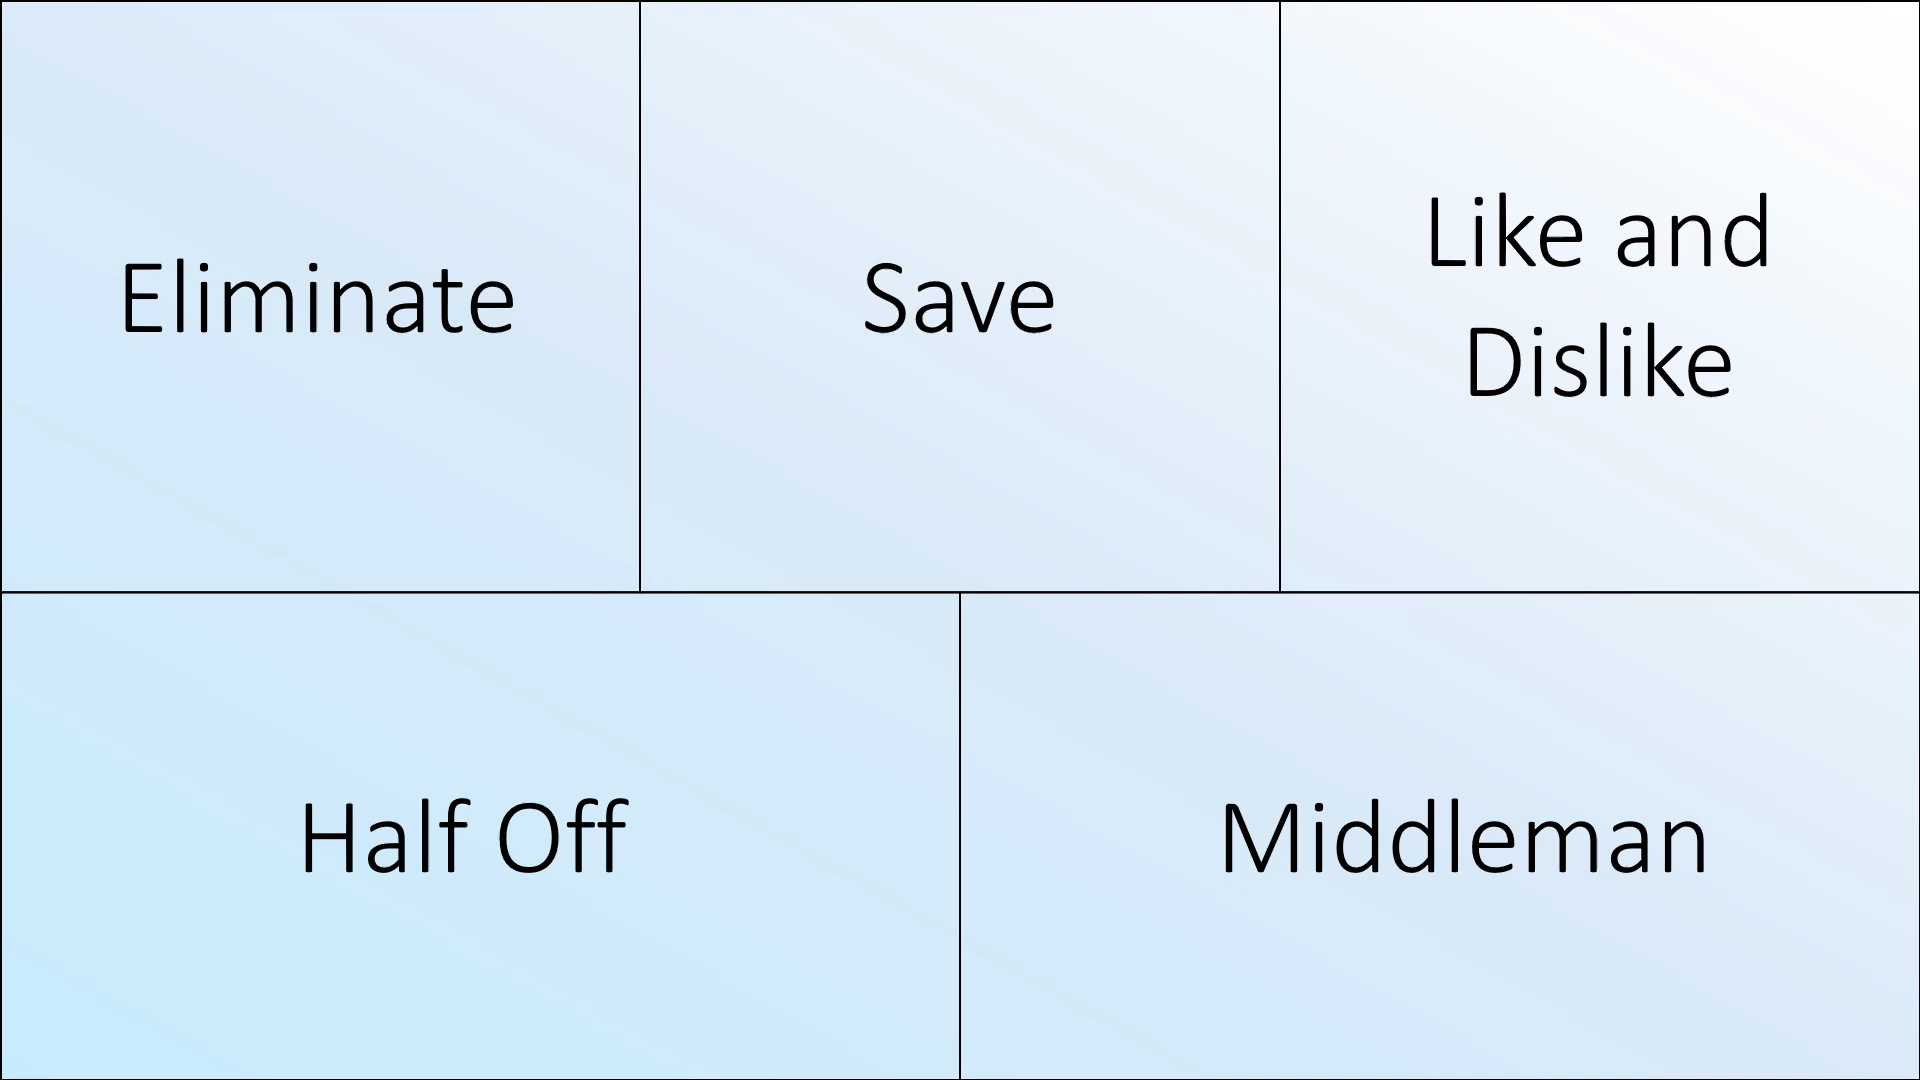 Eliminate
Save
Like and
Dislike
Half Off
Middleman